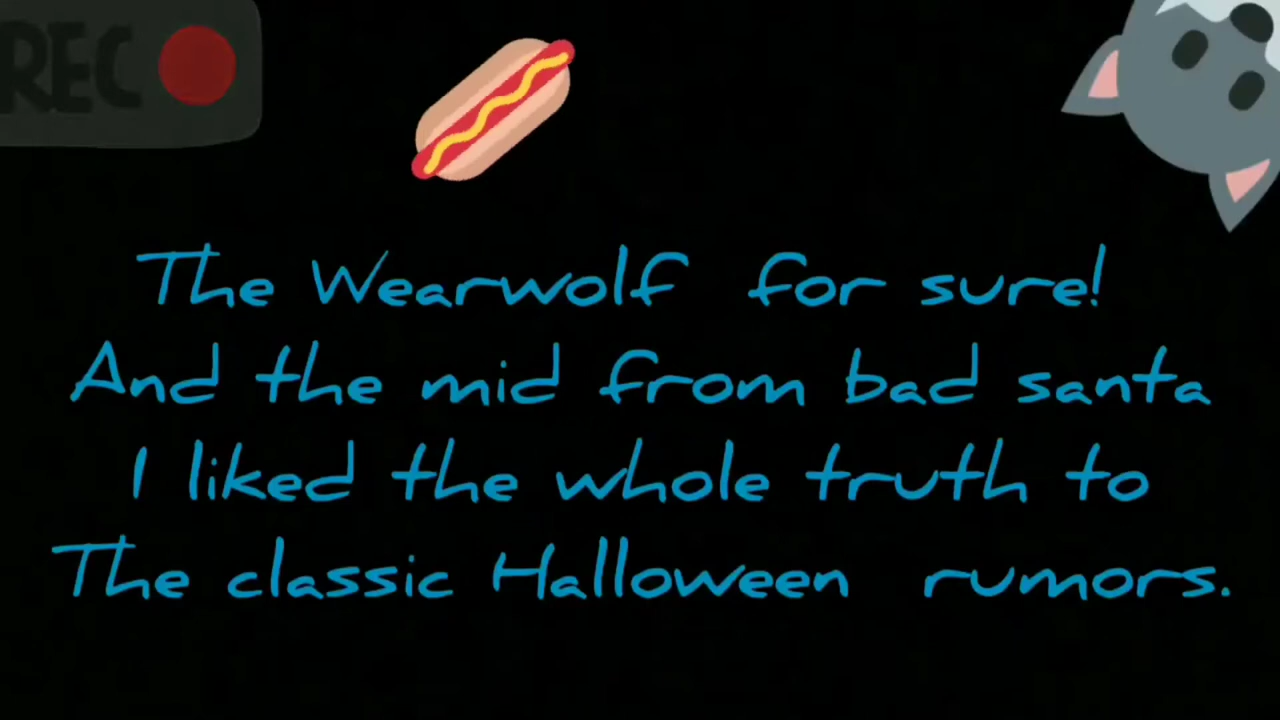 REC
The Wearwolf for sure!
And the mid from bad santa
I liked the whole truth to
The classic Halloween rumors.